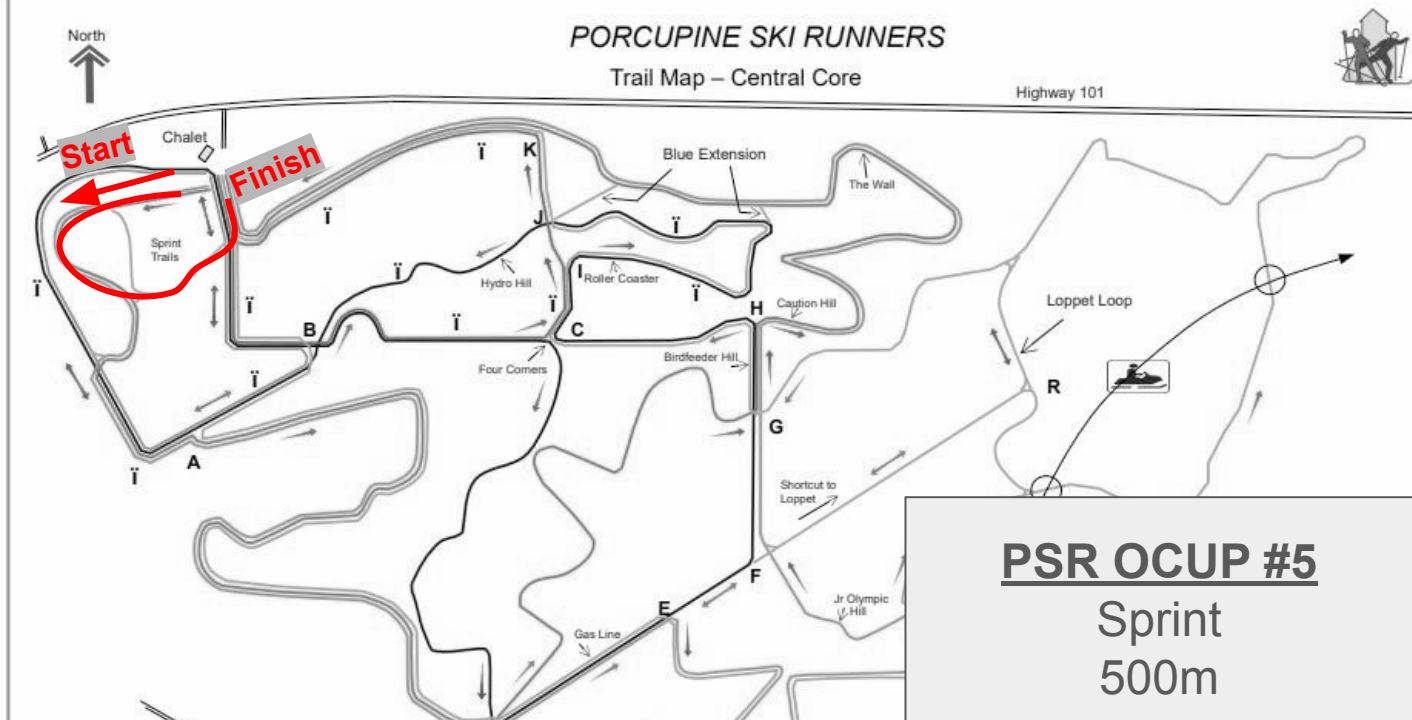 North
PORCUPINE SKI RUNNERS
Trail Map – Central Core
Highway 101
Chalet
Start
Finish
K
ï
Blue Extension
The Wall
ï
J
ï
Sprint
Trails
Hydro Hill
ï
I
Roller Coaster
ï
ï
ï
ï
B
ï
C
H
Caution Hill
Loppet Loop
Four Corners
Birdfeeder Hill
ï
R
G
A
ï
Shortcut to
Loppet
F
E
Jr Olympic
Hill
Gas Line
PSR OCUP #5
Sprint
500m